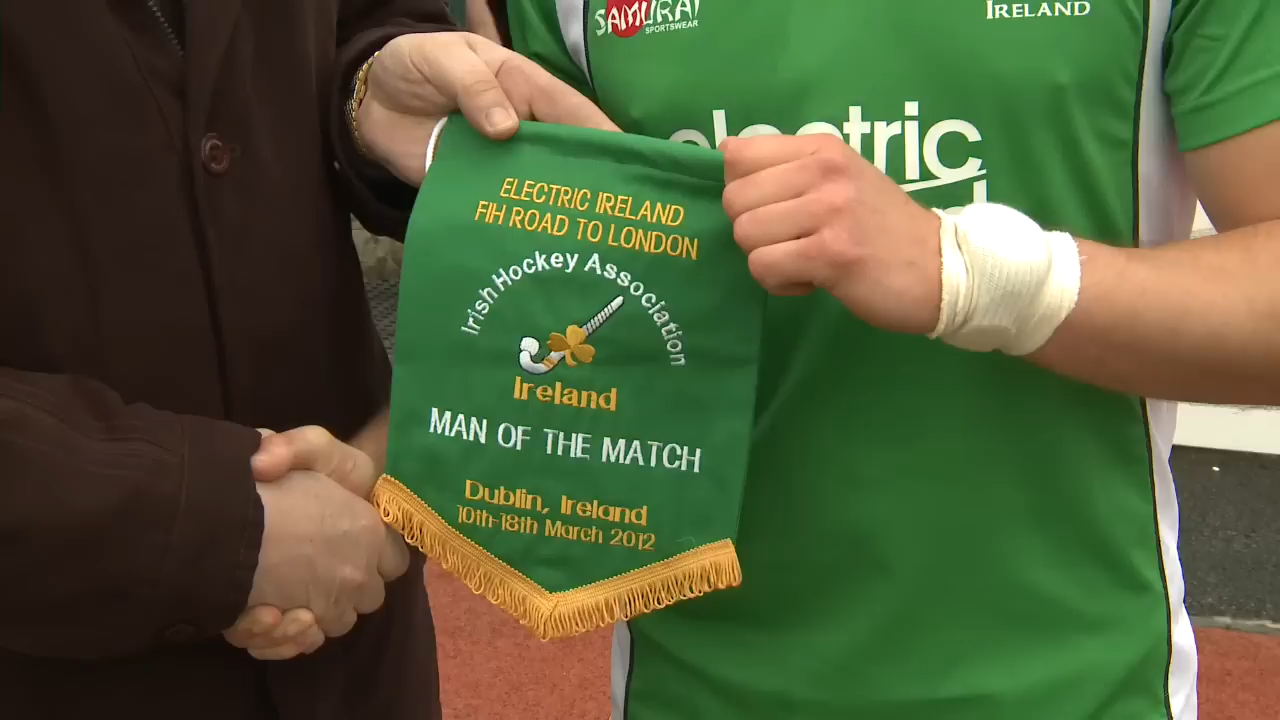 SAMURAI
SPORTSWEAR
IRELAND
electric
ELECTRIC IRELAND
FIH ROAD TO LONDON
Irish Hockey Association
Ireland
MAN OF THE MATCH
Dublin, Ireland
10th-18th March 2012